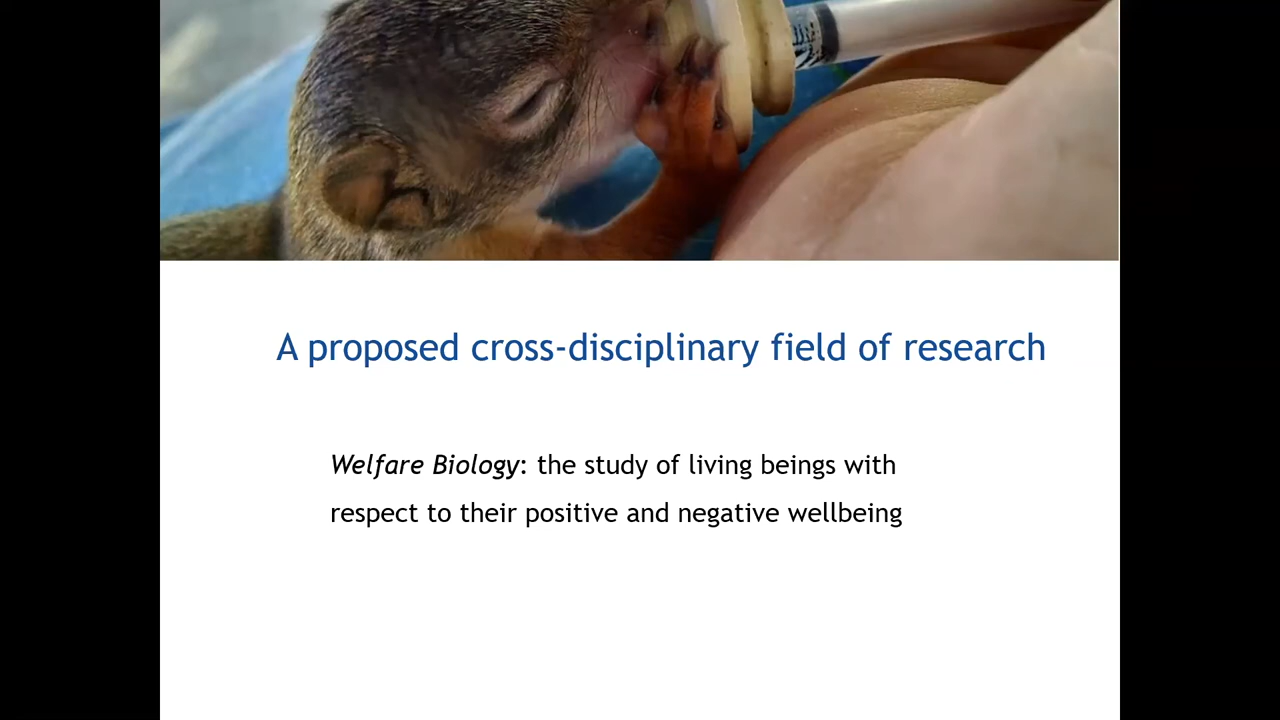 A proposed cross-disciplinary field of research
Welfare Biology: the study of living beings with
respect to their positive and negative wellbeing